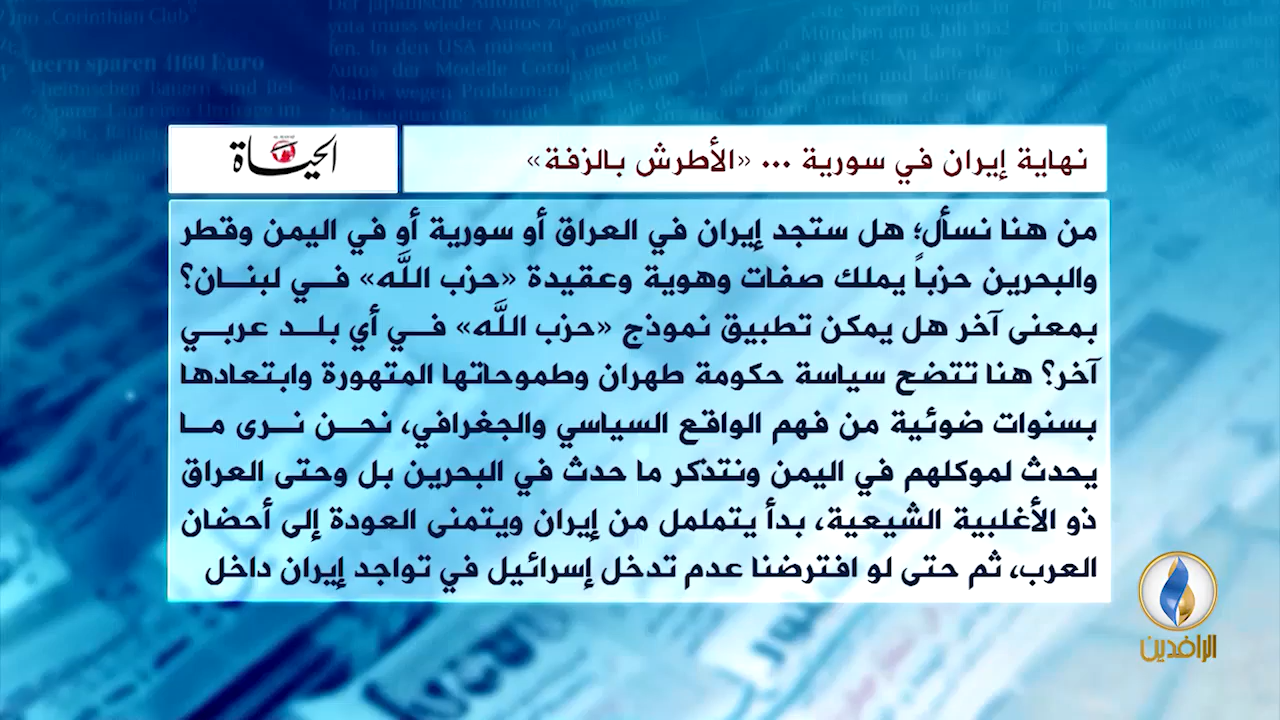 نهاية إيران في سورية ... «الأطرش بالزفة»
الحياة
من هنا نسأل؛ هل ستجد إيران في العراق أو سورية أو في اليمن وقطر
والبحرين حزباً يملك صفات وهوية وعقيدة «حزب اللَّه» في لبنان؟
بمعنى آخر هل يمكن تطبيق نموذج «حزب اللَّه» في أي بلد عربي
آخر؟ هنا تتضح سياسة حكومة طهران وطموحاتها المتهورة وابتعادها
بسنوات ضوئية من فهم الواقع السياسي والجغرافي، نحن نرى ما
يحدث لموكلهم في اليمن ونتذكر ما حدث في البحرين بل وحتى العراق
ذو الأغلبية الشيعية، بدأ يتململ من إيران ويتمنى العودة إلى أحضان
العرب، ثم حتى لو افترضنا عدم تدخل إسرائيل في تواجد إيران داخل
الرافدين